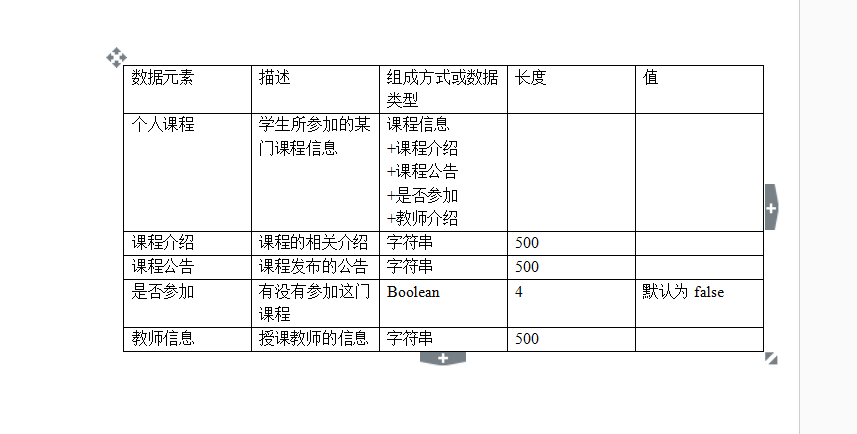 数据元素 描述 组成方式或数据 长度 值
类型
个人课程 学生所参加的某 课程信息
门课程信息 +课程介绍
+课程公告
+是否参加
+教师介绍
课程介绍 课程的相关介绍 字符串 500
课程公告 课程发布的公告 字符串 500
是否参加 有没有参加这门 Boolean 4 默认为 false
课程
教师信息 授课教师的信息 字符串 500